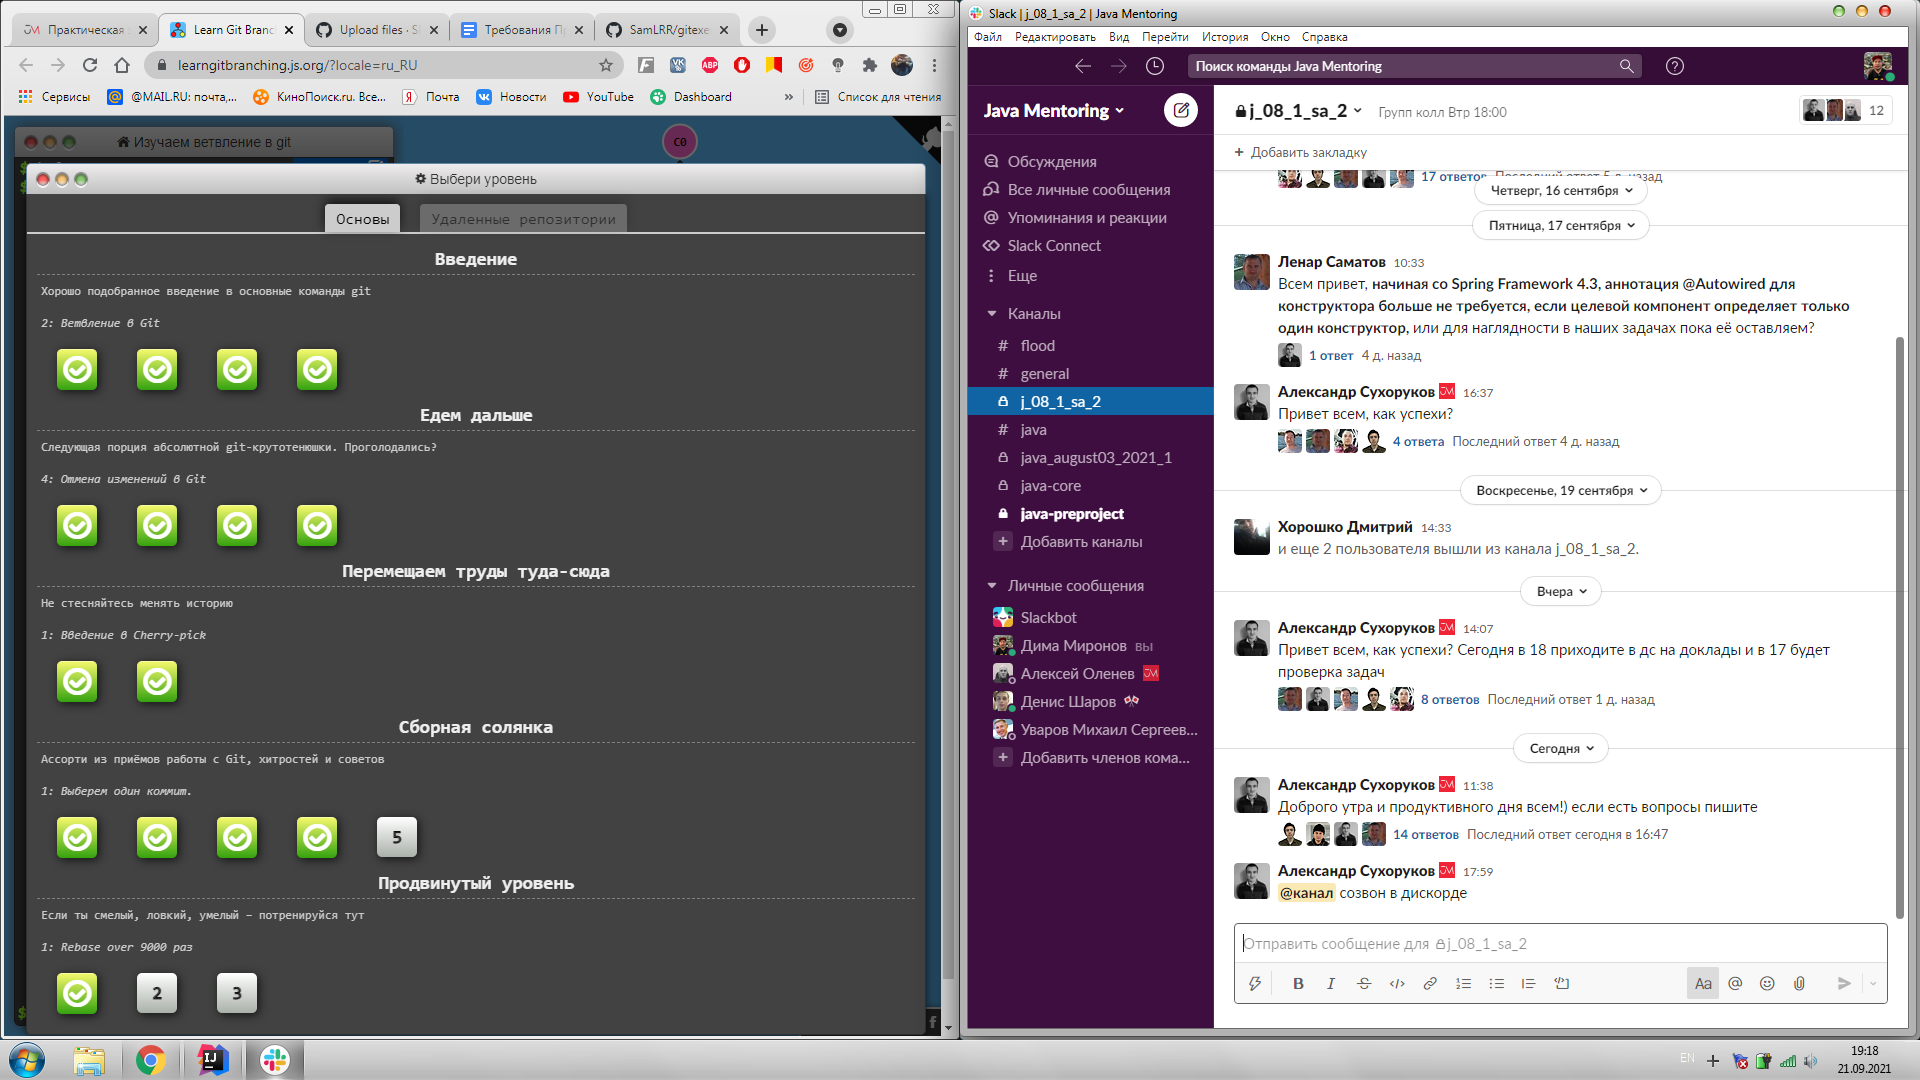 Практическая
Learn Git Branc
Upload files · S
Требования П
SamLRR/gitexe
learngitbranching.js.org/?locale=ru_RU
Сервисы
@MAIL.RU: почта,...
КиноПоиск.ru. Все...
Почта
Новости
YouTube
Dashboard
»
Список для чтения
Изучаем ветвление в git
C0
Выбери уровень
Основы
Удаленные репозитории
Введение
Хорошо подобранное введение в основные команды git
2: Ветвление в Git
Едем дальше
Следующая порция абсолютной git-крутотенюшки. Проголодались?
4: Отмена изменений в Git
Перемещаем труды туда-сюда
Не стесняйтесь менять историю
1: Введение в Cherry-pick
Сборная солянка
Ассорти из приёмов работы с Git, хитростей и советов
1: Выберем один коммит.
5
Продвинутый уровень
Если ты смелый, ловкий, умелый – потренируйся тут
1: Rebase over 9000 раз
2
3
Slack | j_08_1_sa_2 | Java Mentoring
Файл Редактировать Вид Перейти История Окно Справка
Поиск команды Java Mentoring
Java Mentoring
Обсуждения
Все личные сообщения
Упоминания и реакции
Slack Connect
Еще
Каналы
# flood
# general
j_08_1_sa_2
# java
java_august03_2021_1
java-core
java-preproject
+ Добавить каналы
Личные сообщения
Slackbot
Дима Миронов вы
Алексей Оленев JM
Денис Шаров
Уваров Михаил Сергеев...
+ Добавить членов кома...
j_08_1_sa_2
Групп колл Втр 18:00
12
+ Добавить закладку
17 ответов Последний ответ 5 д. назад
Четверг, 16 сентября
Пятница, 17 сентября
Ленар Саматов 10:33
Всем привет, начиная со Spring Framework 4.3, аннотация @Autowired для
конструктора больше не требуется, если целевой компонент определяет только
один конструктор, или для наглядности в наших задачах пока её оставляем?
1 ответ 4 д. назад
Александр Сухоруков JM 16:37
Привет всем, как успехи?
4 ответа Последний ответ 4 д. назад
Воскресенье, 19 сентября
Хорошко Дмитрий 14:33
и еще 2 пользователя вышли из канала j_08_1_sa_2.
Вчера
Александр Сухоруков JM 14:07
Привет всем, как успехи? Сегодня в 18 приходите в дс на доклады и в 17 будет
проверка задач
8 ответов Последний ответ 1 д. назад
Сегодня
Александр Сухоруков JM 11:38
Доброго утра и продуктивного дня всем!) если есть вопросы пишите
14 ответов Последний ответ сегодня в 16:47
Александр Сухоруков JM 17:59
@канал созвон в дискорде
Отправить сообщение для j_08_1_sa_2
B I S Aa @
EN
19:18
21.09.2021